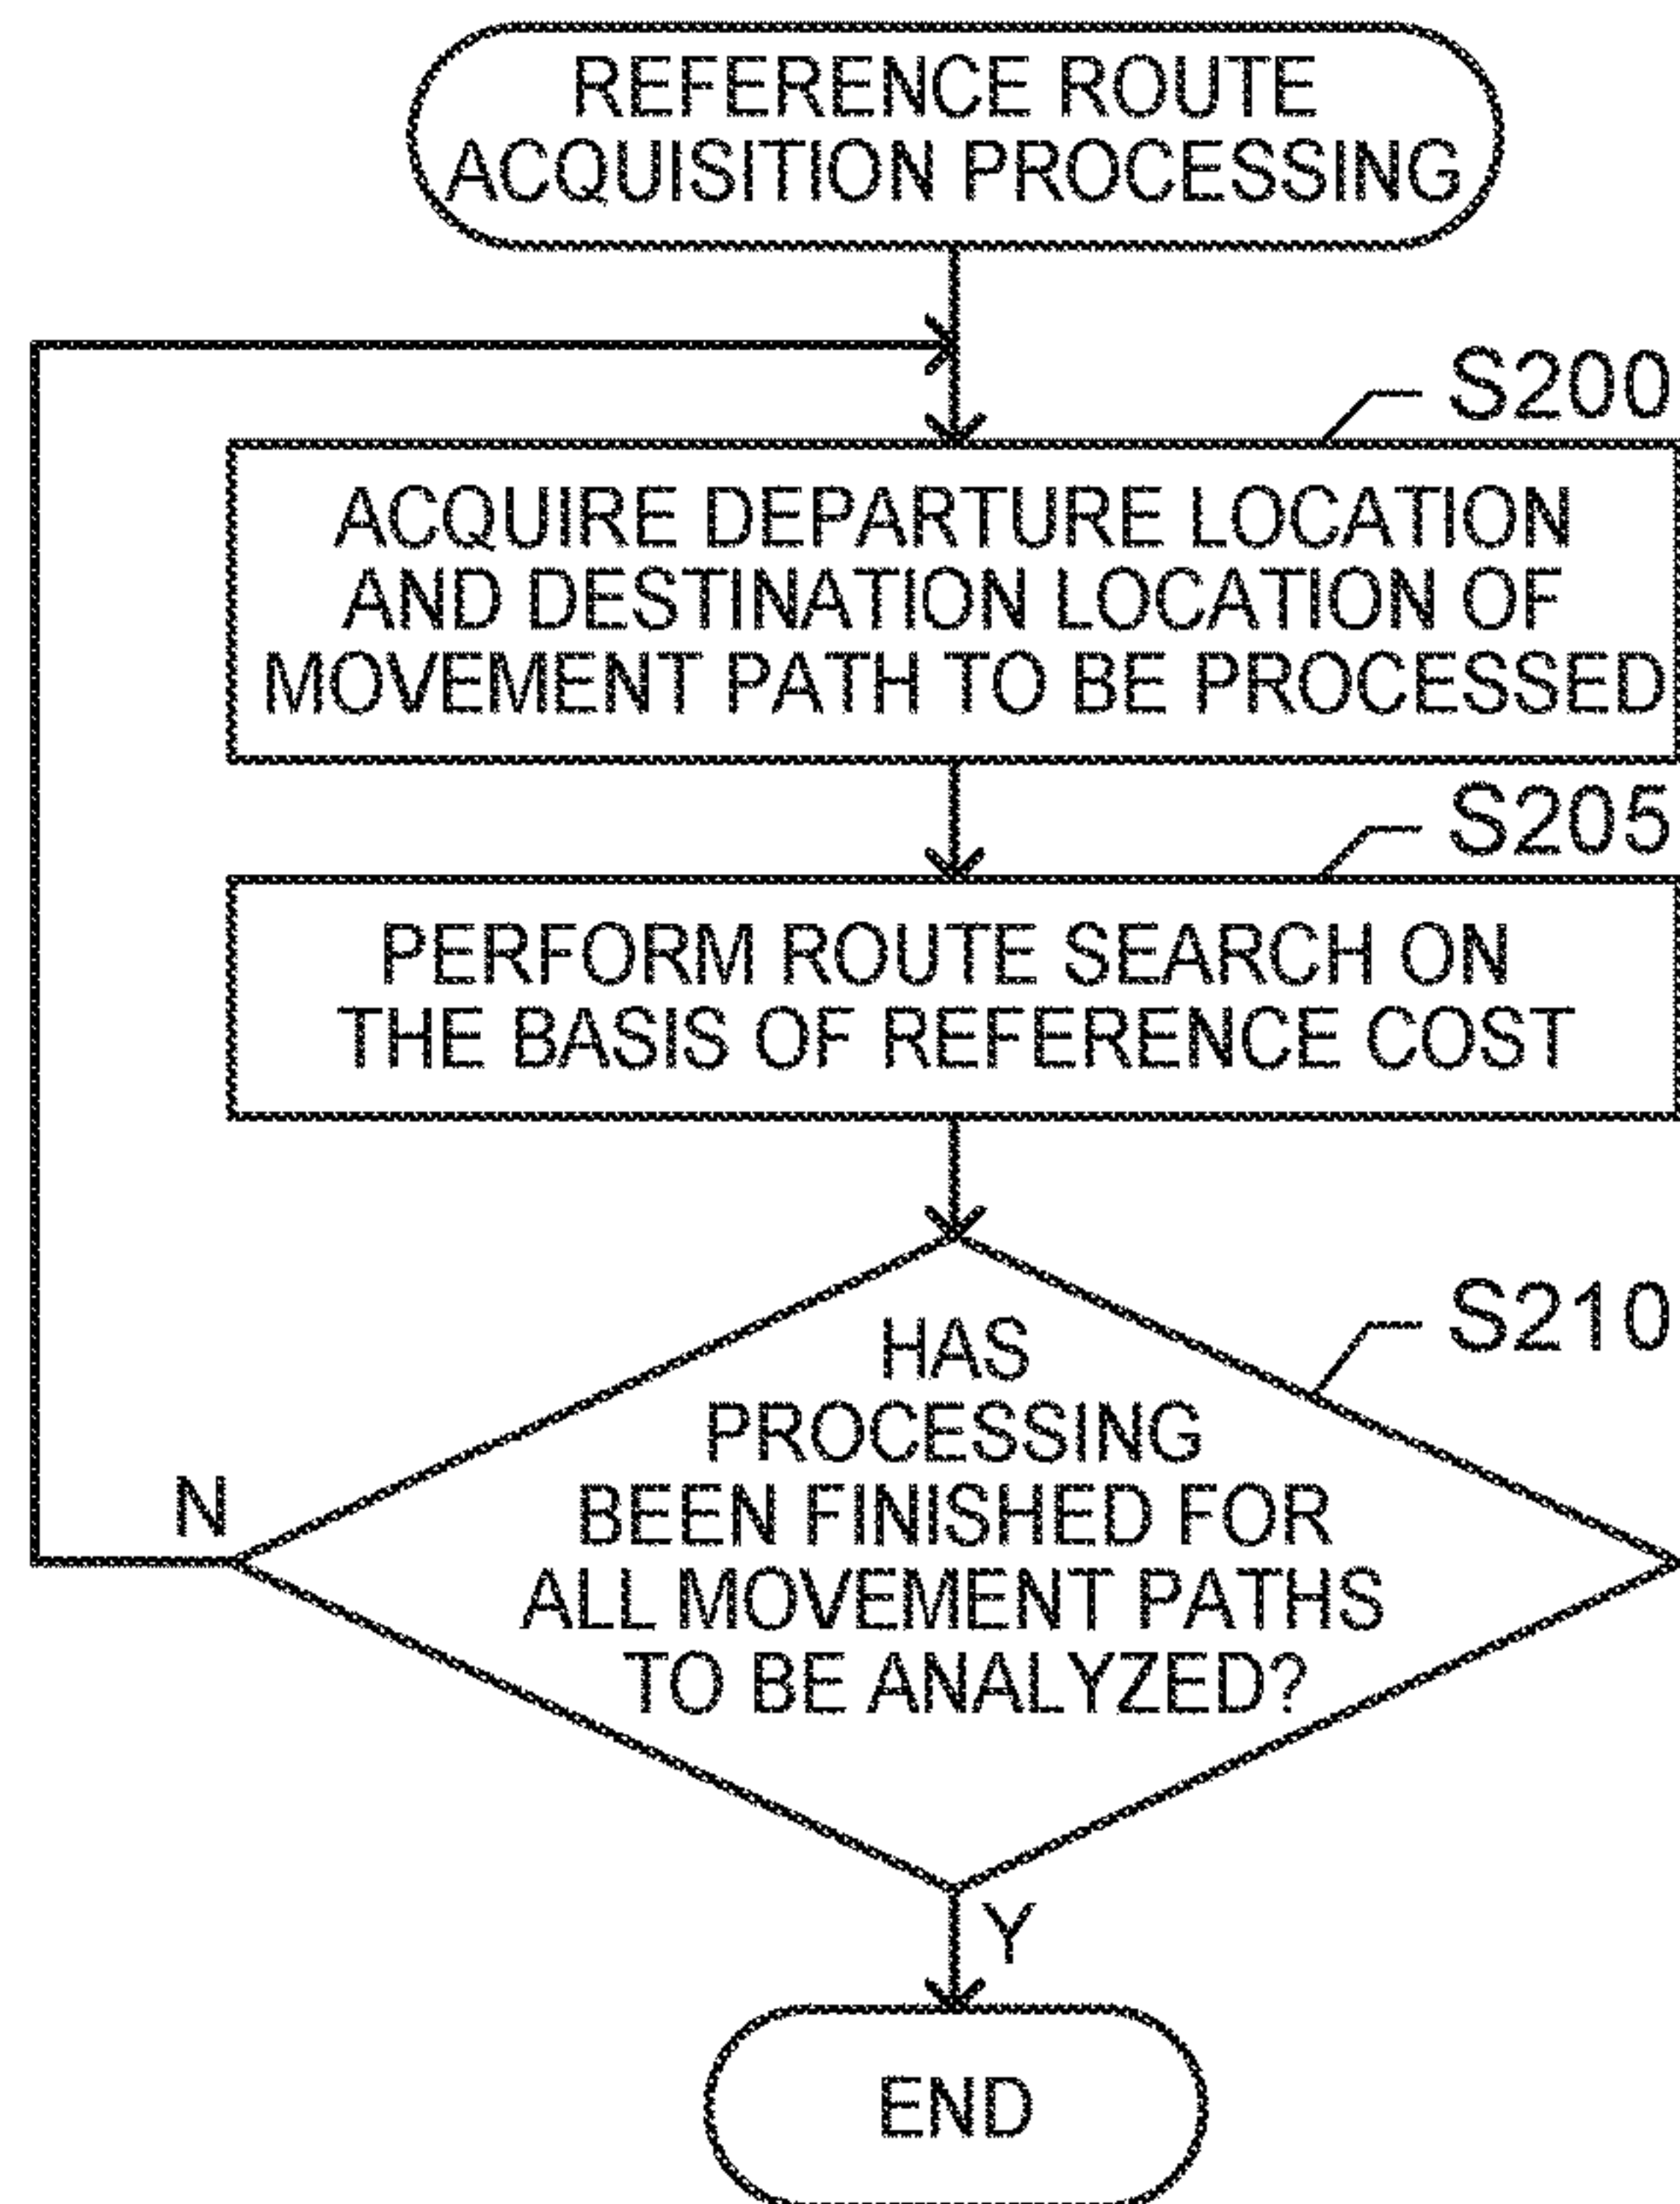 REFERENCE ROUTE
ACQUISITION PROCESSING
S200
ACQUIRE DEPARTURE LOCATION
AND DESTINATION LOCATION OF
MOVEMENT PATH TO BE PROCESSED
S205
PERFORM ROUTE SEARCH ON
THE BASIS OF REFERENCE COST
S210
HAS
PROCESSING
BEEN FINISHED FOR
ALL MOVEMENT PATHS
TO BE ANALYZED?
N
Y
END